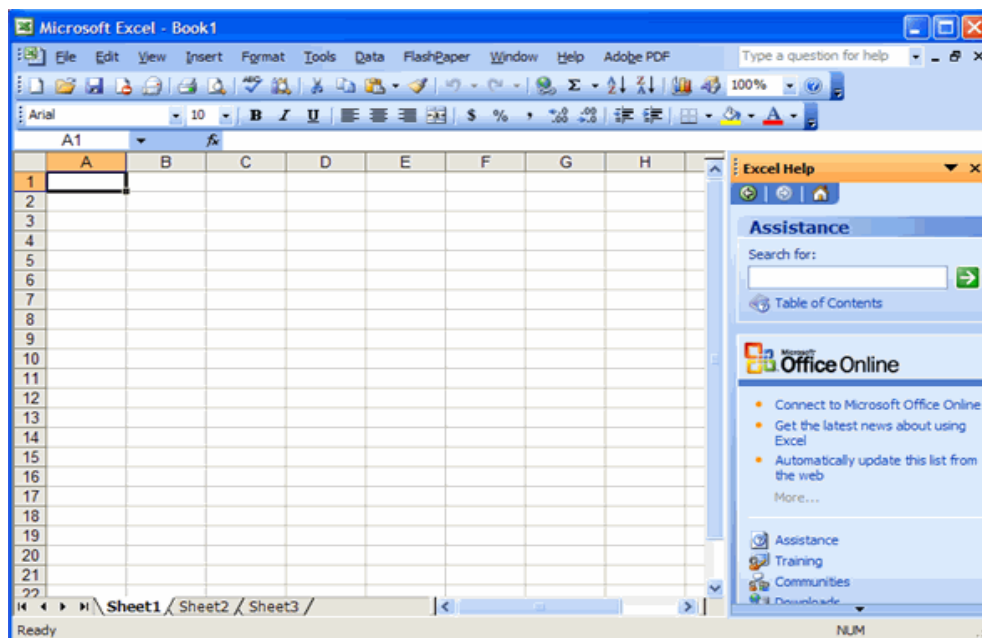 Microsoft Excel - Book1
File Edit View Insert Format Tools Data FlashPaper Window Help Adobe PDF Type a question for help
100%
Arial 10 B I U $ % ,
A1 fx
A B C D E F G H
Excel Help
1
2
3
4
5
6
7
8
9
10
11
12
13
14
15
16
17
18
19
20
21
22
Assistance
Search for:
Table of Contents
Microsoft
Office Online
Connect to Microsoft Office Online
Get the latest news about using
Excel
Automatically update this list from
the web
More...
Assistance
Training
Communities
Downloads
Sheet1 Sheet2 Sheet3
Ready NUM